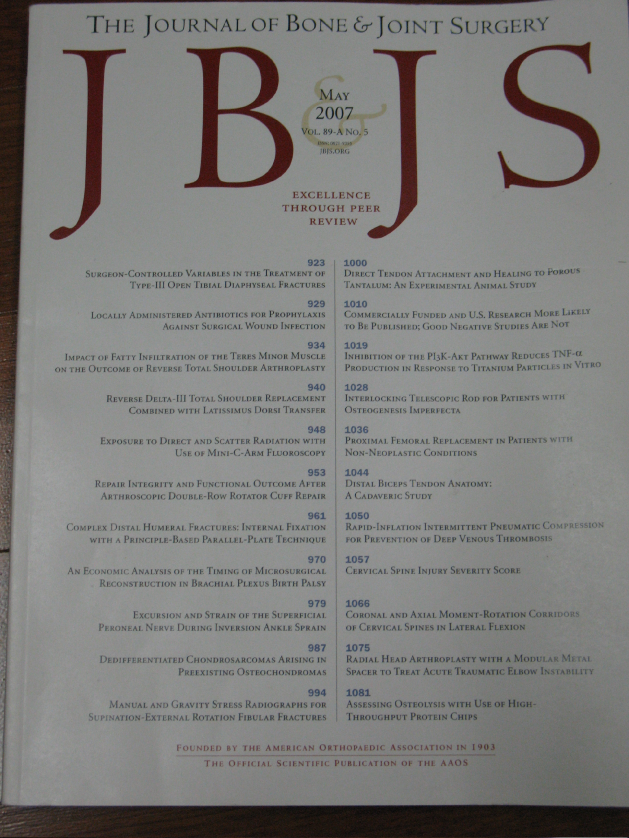 The Journal of Bone & Joint Surgery
J B & J S
May
2007
Vol. 89-A No. 5
jbjs.org
Excellence
Through Peer
Review
923
Surgeon-Controlled Variables in the Treatment of
Type-III Open Tibial Diaphyseal Fractures
929
Locally Administered Antibiotics for Prophylaxis
Against Surgical Wound Infection
934
Impact of Fatty Infiltration of the Teres Minor Muscle
on the Outcome of Reverse Total Shoulder Arthroplasty
940
Reverse Delta-III Total Shoulder Replacement
Combined with Latissimus Dorsi Transfer
948
Exposure to Direct and Scatter Radiation with
Use of Mini-C-Arm Fluoroscopy
953
Repair Integrity and Functional Outcome After
Arthroscopic Double-Row Rotator Cuff Repair
961
Complex Distal Humeral Fractures: Internal Fixation
with a Principle-Based Parallel-Plate Technique
970
An Economic Analysis of the Timing of Microsurgical
Reconstruction in Brachial Plexus Birth Palsy
979
Excursion and Strain of the Superficial
Peroneal Nerve During Inversion Ankle Sprain
987
Dedifferentiated Chondrosarcomas Arising in
Preexisting Osteochondromas
994
Manual and Gravity Stress Radiographs for
Supination-External Rotation Fibular Fractures
1000
Direct Tendon Attachment and Healing to Porous
Tantalum: An Experimental Animal Study
1010
Commercially Funded and U.S. Research More Likely
to Be Published; Good Negative Studies Are Not
1019
Inhibition of the PI3K-Akt Pathway Reduces TNF-α
Production in Response to Titanium Particles in Vitro
1028
Interlocking Telescopic Rod for Patients with
Osteogenesis Imperfecta
1036
Proximal Femoral Replacement in Patients with
Non-Neoplastic Conditions
1044
Distal Biceps Tendon Anatomy:
A Cadaveric Study
1050
Rapid-Inflation Intermittent Pneumatic Compression
for Prevention of Deep Venous Thrombosis
1057
Cervical Spine Injury Severity Score
1066
Coronal and Axial Moment-Rotation Corridors
of Cervical Spines in Lateral Flexion
1075
Radial Head Arthroplasty with a Modular Metal
Spacer to Treat Acute Traumatic Elbow Instability
1081
Assessing Osteolysis with Use of High-
Throughput Protein Chips
Founded by the American Orthopaedic Association in 1903
The Official Scientific Publication of the AAOS